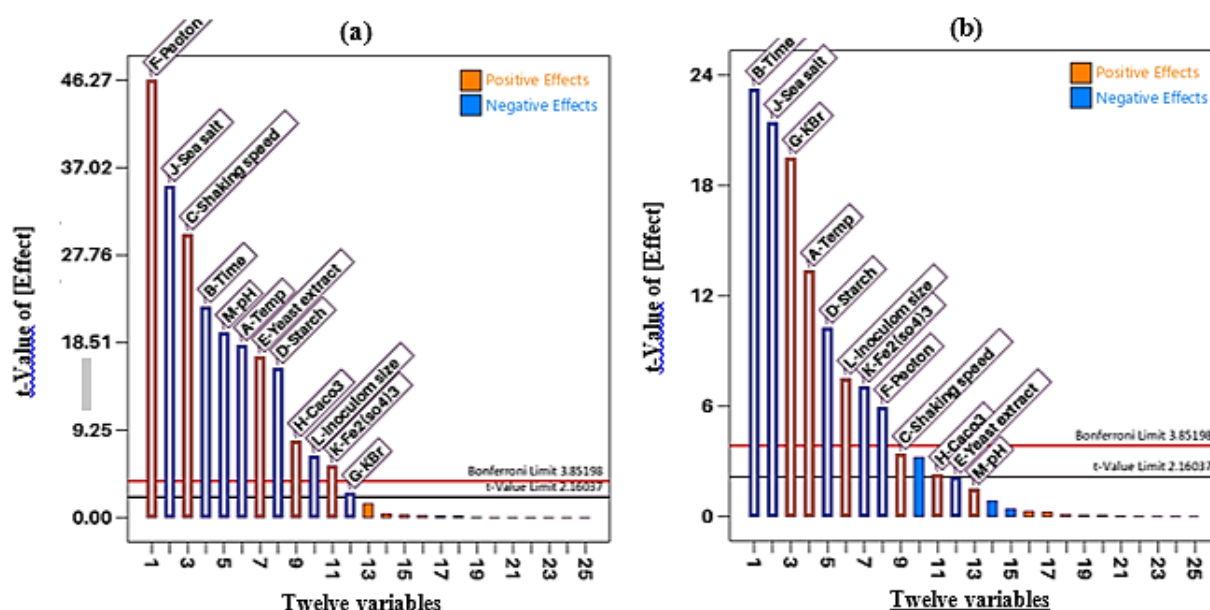 (a)
F-Peoton
J-Sea salt
C-Shaking speed
B-Time
M-pH
A-Temp
E-Yeast extract
D-Starch
H-Caco3
L-Inoculom size
K-Fe2(so4)3
G-KBr
Positive Effects
Negative Effects
46.27
37.02
27.76
18.51
9.25
0.00
Bonferroni Limit 3.85198
t-Value Limit 2.16037
t-Value of [Effect]
1 3 5 7 9 11 13 15 17 19 21 23 25
Twelve variables
(b)
B-Time
J-Sea salt
G-KBr
A-Temp
D-Starch
L-Inoculom size
K-Fe2(so4)3
F-Peoton
C-Shaking speed
H-Caco3
E-Yeast extract
M-pH
Positive Effects
Negative Effects
24
18
12
6
0
Bonferroni Limit 3.85198
t-Value Limit 2.16037
t-Value of [Effect]
1 3 5 7 9 11 13 15 17 19 21 23 25
Twelve variables